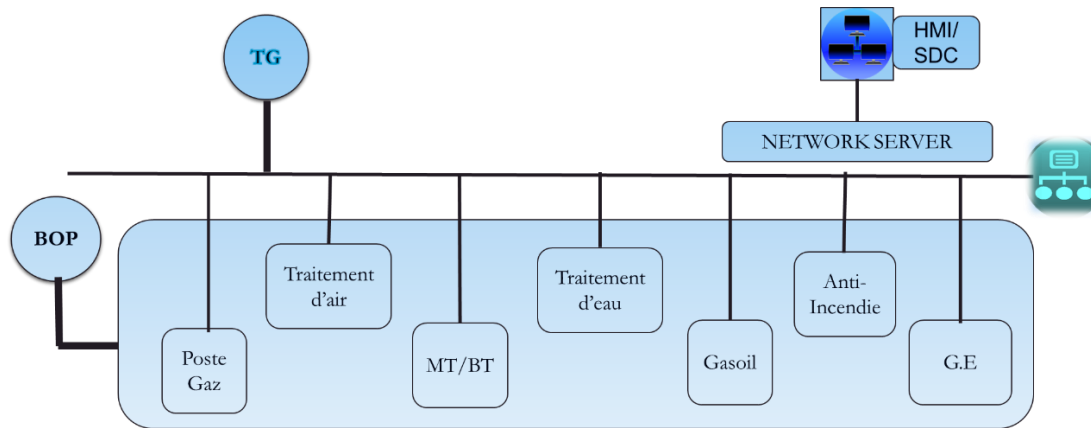 TG
HMI/
SDC
NETWORK SERVER
BOP
Traitement
d'air
Traitement
d'eau
Anti-
Incendie
Poste
Gaz
MT/BT
Gasoil
G.E